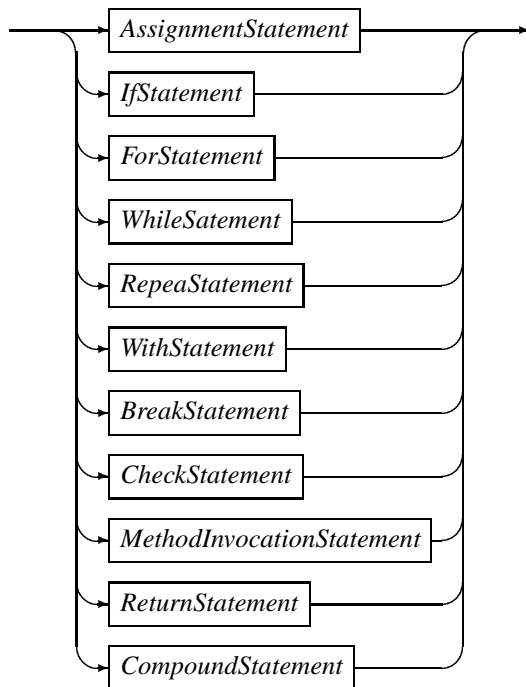 AssignmentStatement
IfStatement
ForStatement
WhileSatement
RepeaStatement
WithStatement
BreakStatement
CheckStatement
MethodInvocationStatement
ReturnStatement
CompoundStatement